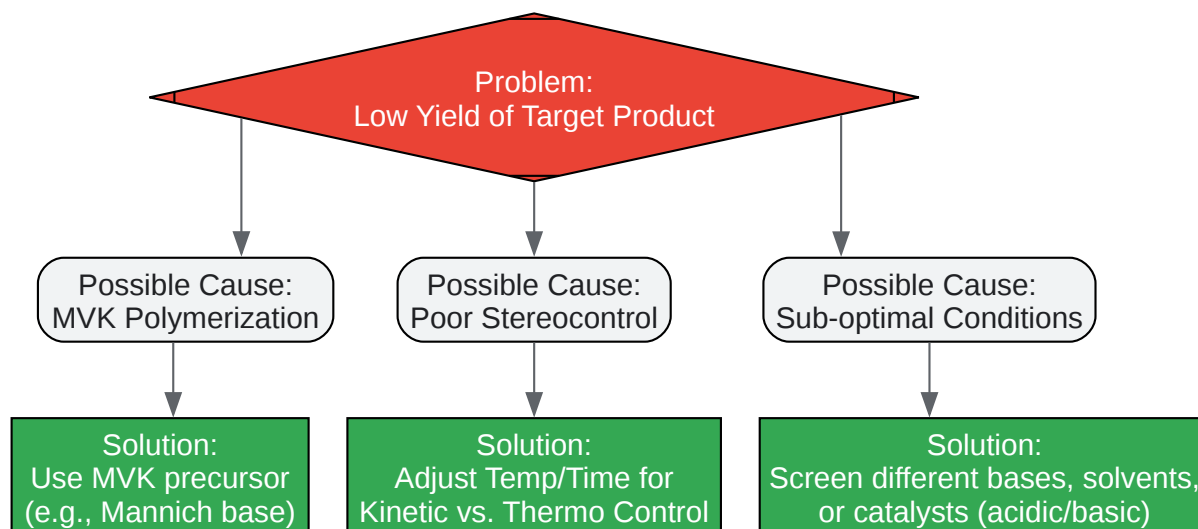 Problem:
Low Yield of Target Product
Possible Cause:
MVK Polymerization
Possible Cause:
Poor Stereocontrol
Possible Cause:
Sub-optimal Conditions
Solution:
Use MVK precursor
(e.g., Mannich base)
Solution:
Adjust Temp/Time for
Kinetic vs. Thermo Control
Solution:
Screen different bases, solvents,
or catalysts (acidic/basic)